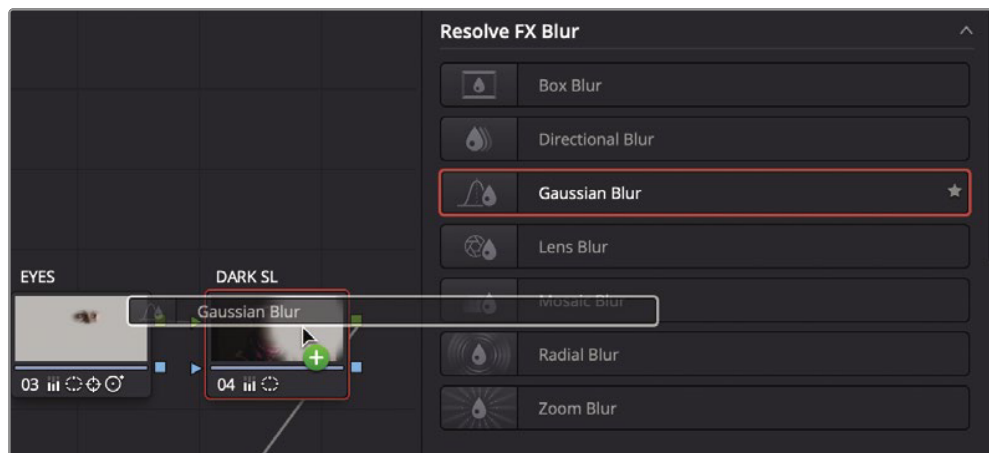 Resolve FX Blur
Box Blur
Directional Blur
Gaussian Blur
Lens Blur
Mosaic Blur
Radial Blur
Zoom Blur
EYES
DARK SL
Gaussian Blur
03
04